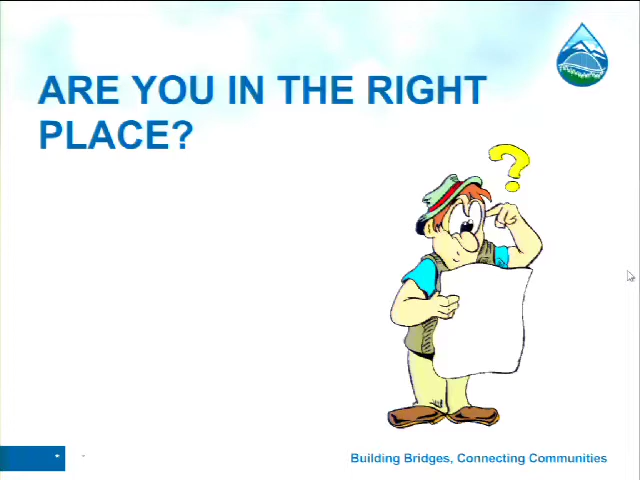 ARE YOU IN THE RIGHT
PLACE?
?
Building Bridges, Connecting Communities